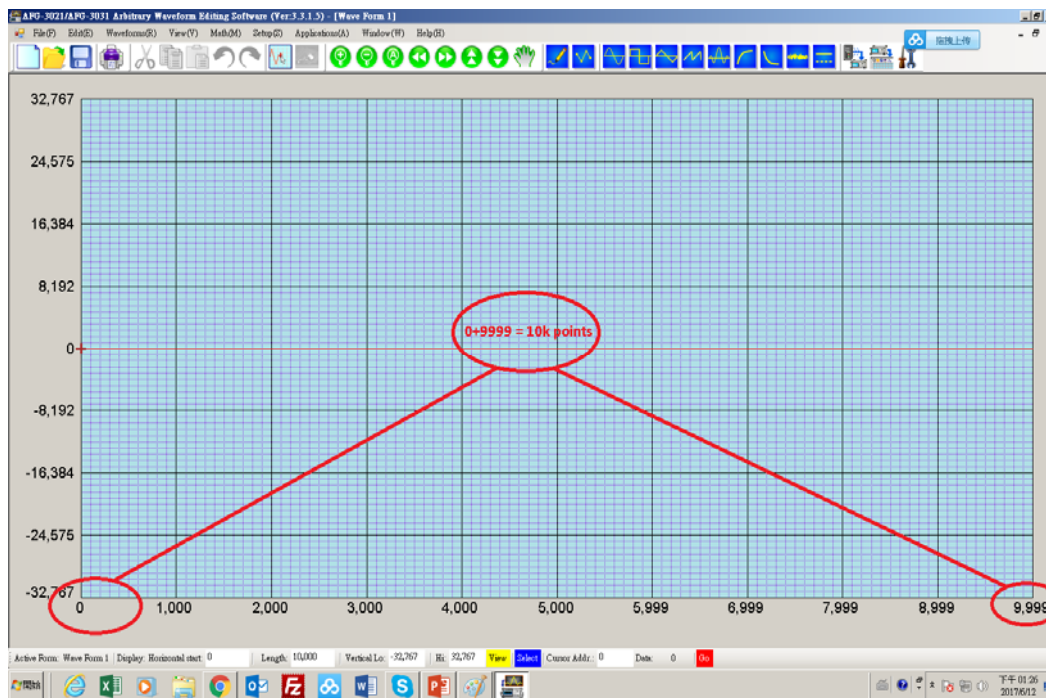 AFG-3021/AFG-3031 Arbitrary Waveform Editing Software (Ver:3.3.1.5) - [Wave Form 1]
File(F) Edit(E) Waveforms(R) View(V) Math(M) Setup(S) Applications(A) Window(W) Help(H)
拖拽上传
32,767
24,575
16,384
8,192
0+9999 = 10k points
0
-8,192
-16,384
-24,575
-32,767
0 1,000 2,000 3,000 4,000 5,000 5,999 6,999 7,999 8,999 9,999
Active Form: Wave Form 1 Display: Horizontal start: 0 Length: 10,000 Vertical Lo: -32,767 Hi: 32,767 View Select Cursor Addr.: 0 Data: 0 Go
開始
下午 01:26
2017/6/12